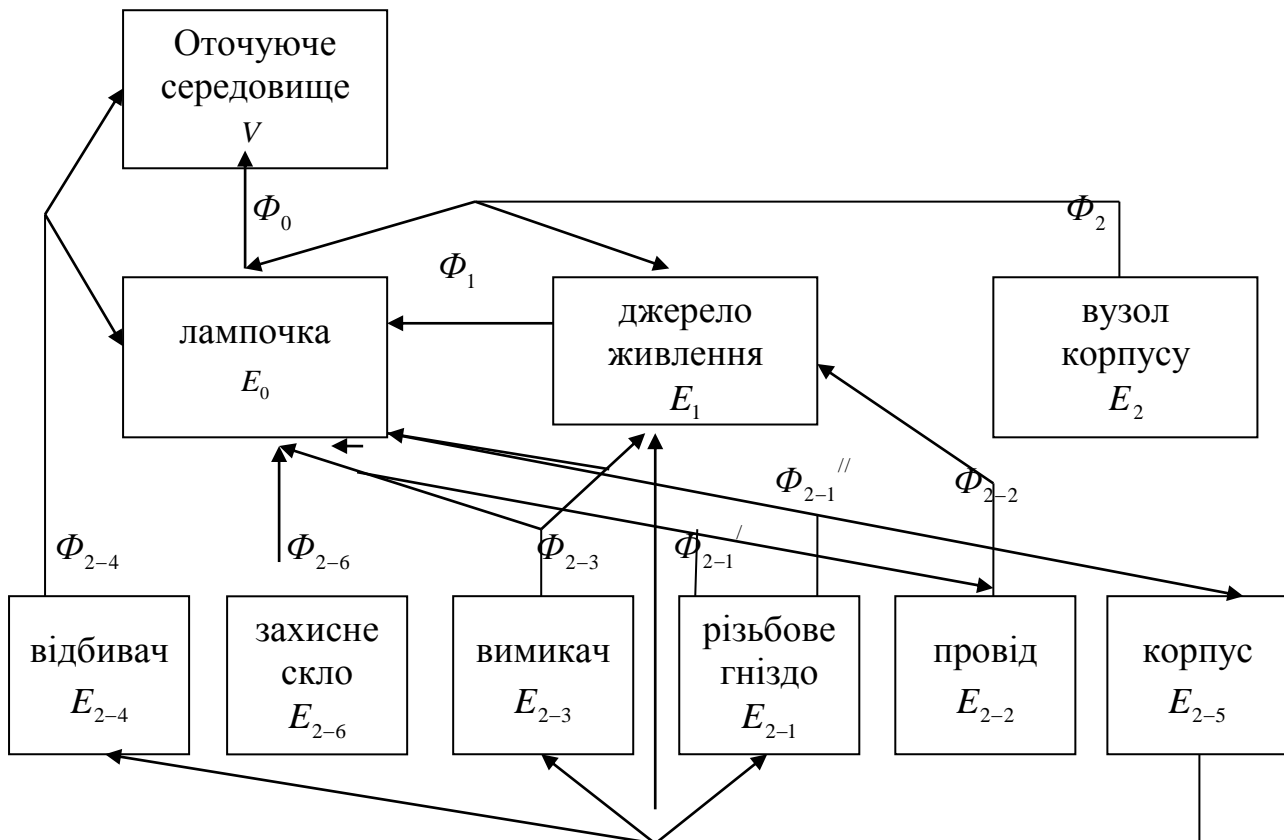 Оточуюче
середовище
V
Φ₀
Φ₂
Φ₁
лампочка
E₀
джерело
живлення
E₁
вузол
корпусу
E₂
Φ₂₋₁//
Φ₂₋₂
Φ₂₋₄
Φ₂₋₆
Φ₂₋₃
Φ₂₋₁/
відбивач
E₂₋₄
захисне
скло
E₂₋₆
вимикач
E₂₋₃
різьбове
гніздо
E₂₋₁
провід
E₂₋₂
корпус
E₂₋₅